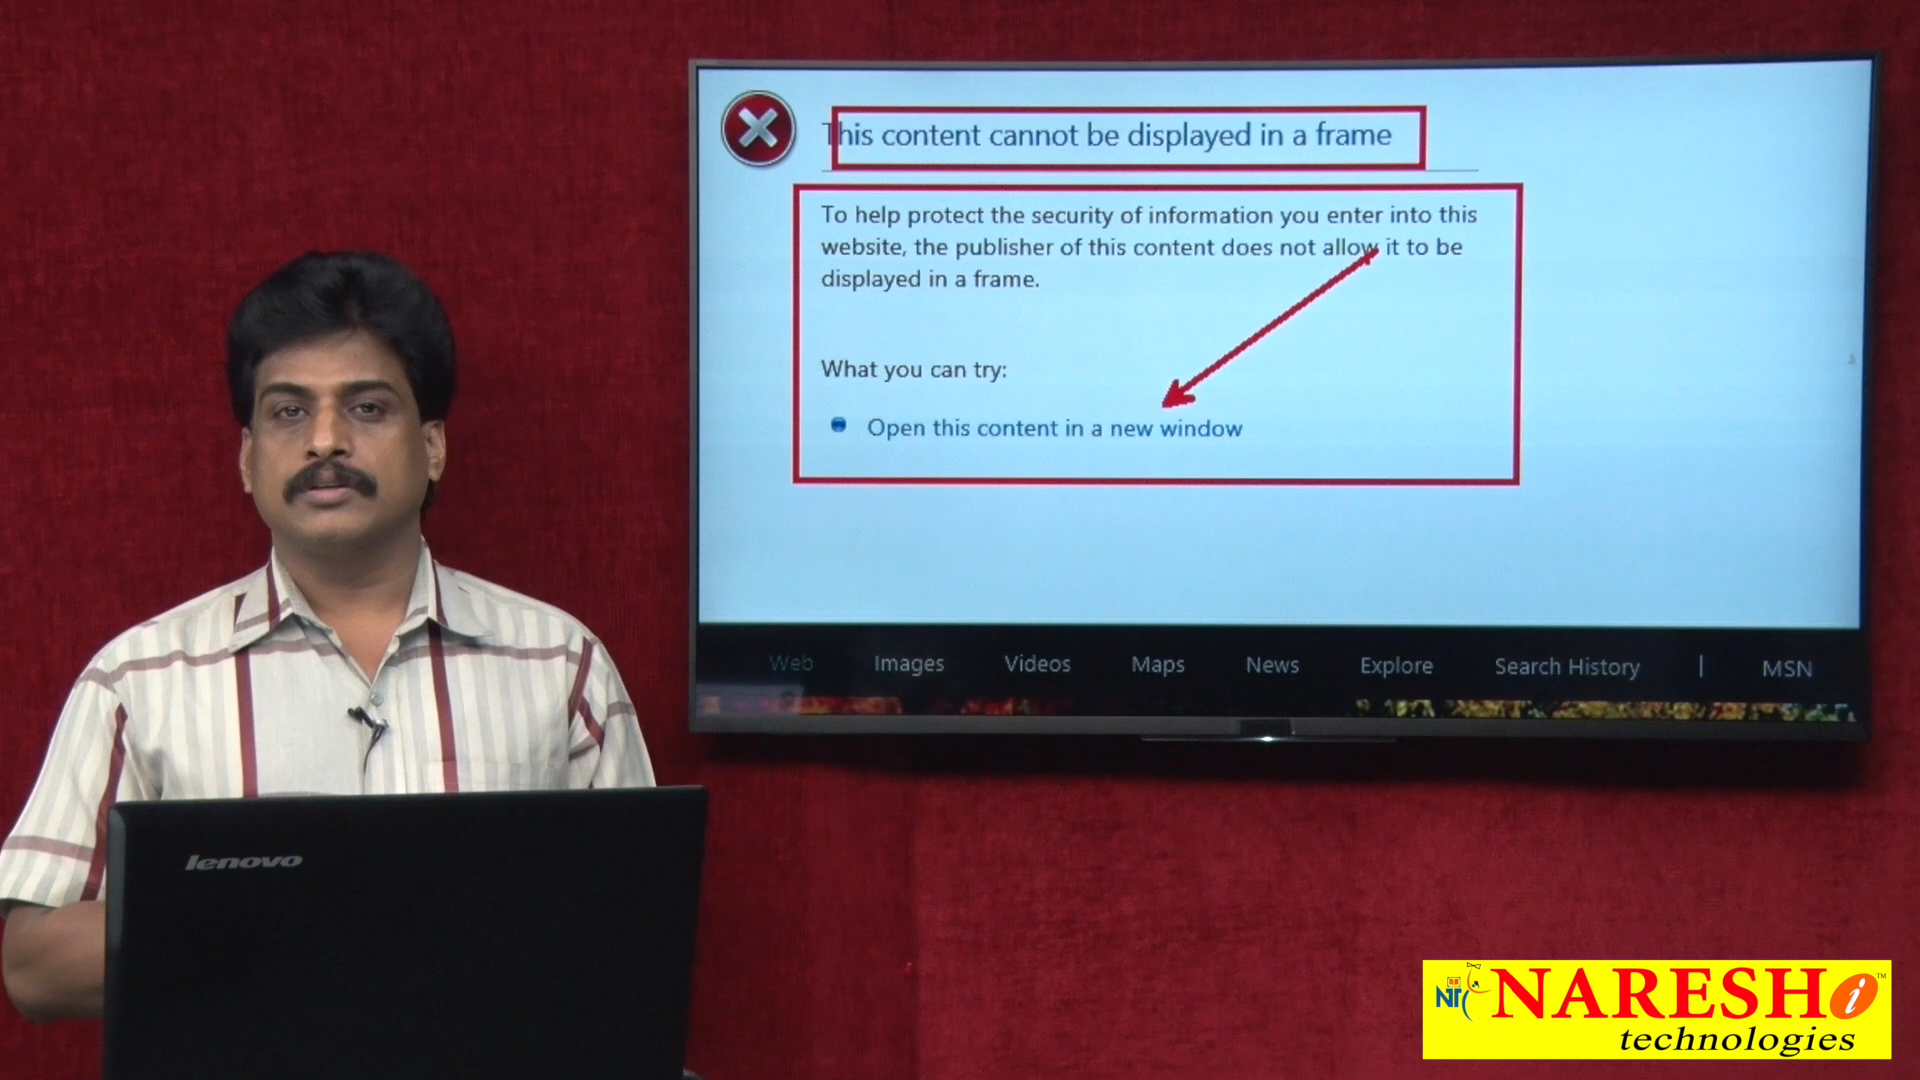 This content cannot be displayed in a frame
To help protect the security of information you enter into this
website, the publisher of this content does not allow it to be
displayed in a frame.
What you can try:
Open this content in a new window
Web Images Videos Maps News Explore Search History | MSN
lenovo
NT
NARESH i ™
technologies